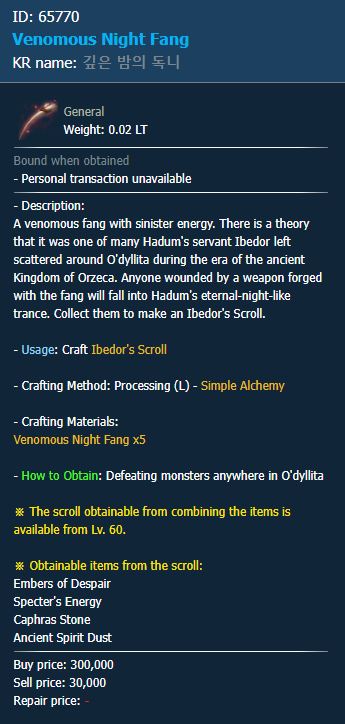 ID: 65770
Venomous Night Fang
KR name: 깊은 밤의 독니
General
Weight: 0.02 LT
Bound when obtained
- Personal transaction unavailable
- Description:
A venomous fang with sinister energy. There is a theory
that it was one of many Hadum's servant Ibedor left
scattered around O'dyllita during the era of the ancient
Kingdom of Orzeca. Anyone wounded by a weapon forged
with the fang will fall into Hadum's eternal-night-like
trance. Collect them to make an Ibedor's Scroll.
- Usage: Craft Ibedor's Scroll
- Crafting Method: Processing (L) - Simple Alchemy
- Crafting Materials:
Venomous Night Fang x5
- How to Obtain: Defeating monsters anywhere in O'dyllita
※ The scroll obtainable from combining the items is
available from Lv. 60.
※ Obtainable items from the scroll:
Embers of Despair
Specter's Energy
Caphras Stone
Ancient Spirit Dust
Buy price: 300,000
Sell price: 30,000
Repair price: -